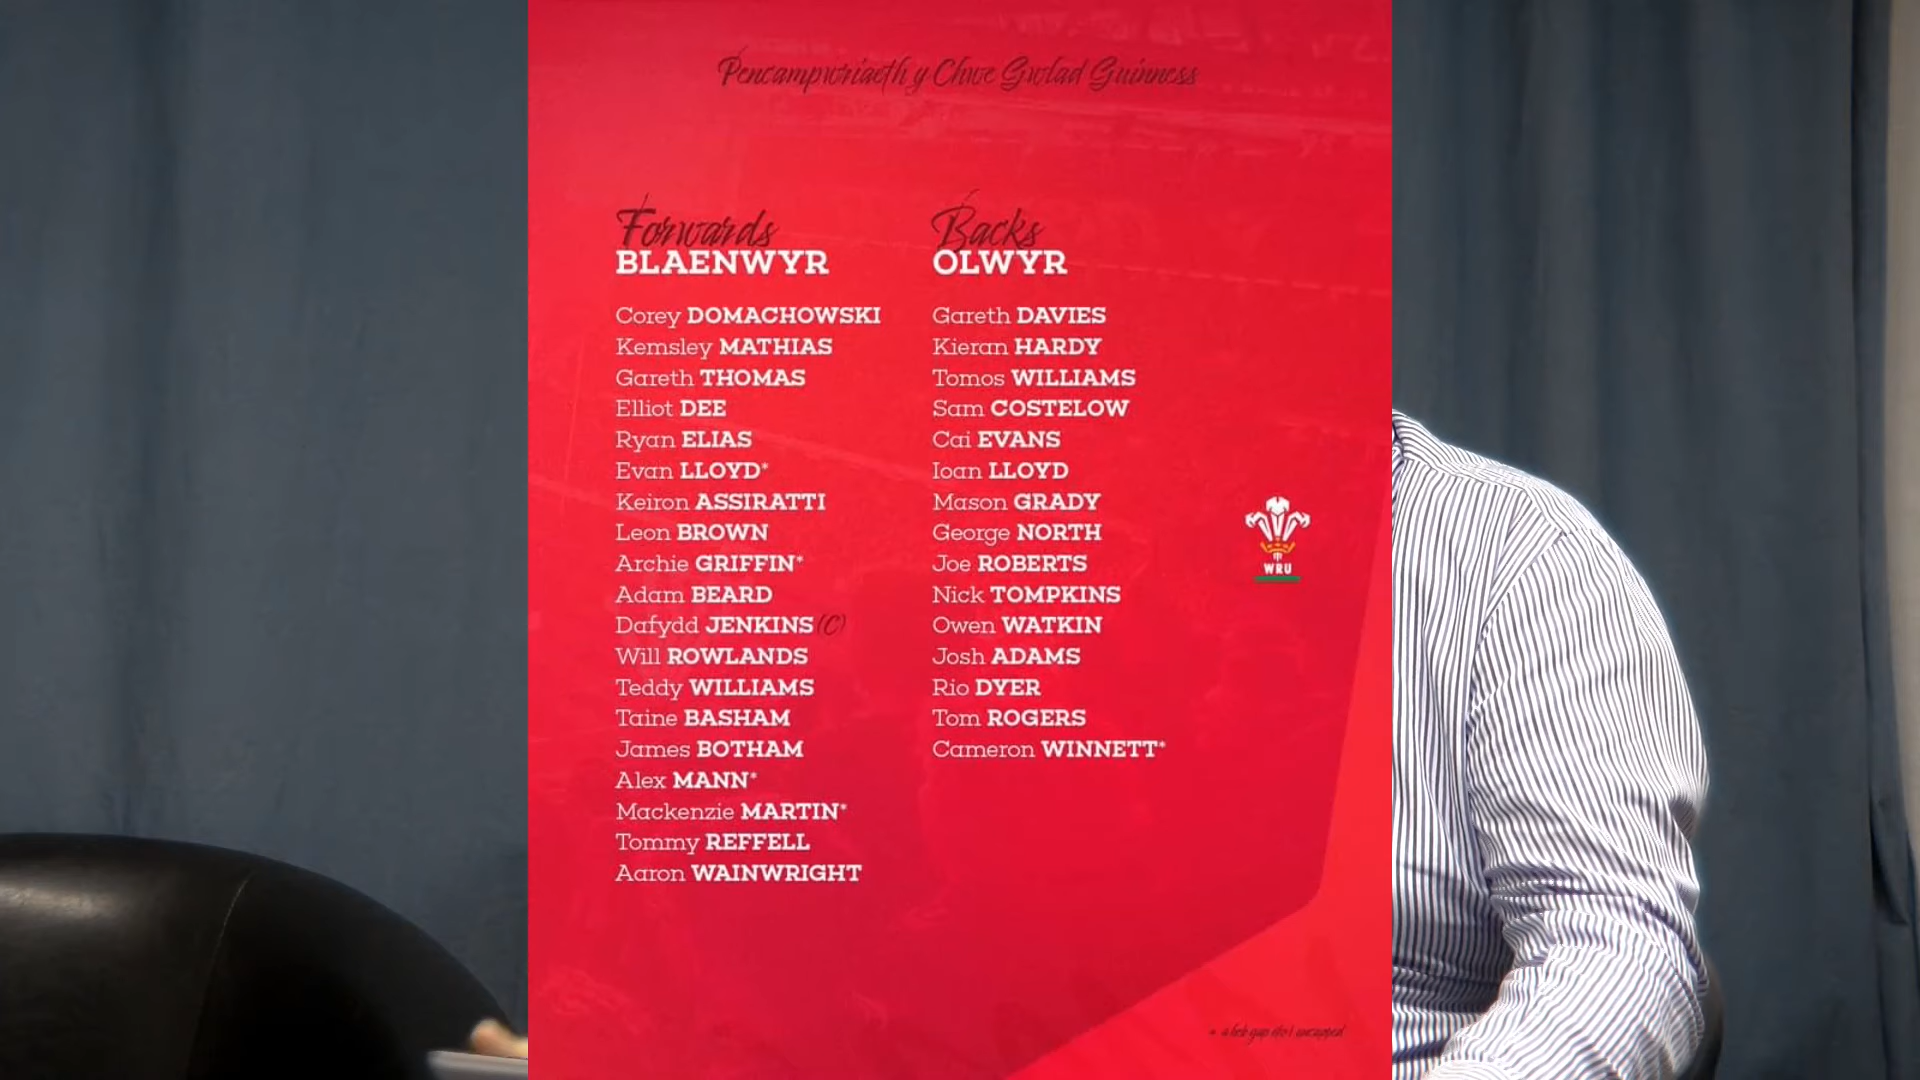 Pencampwriaeth y Chwe Gwlad Guinness
Forwards
BLAENWYR
Corey DOMACHOWSKI
Kemsley MATHIAS
Gareth THOMAS
Elliot DEE
Ryan ELIAS
Evan LLOYD*
Keiron ASSIRATTI
Leon BROWN
Archie GRIFFIN*
Adam BEARD
Dafydd JENKINS (C)
Will ROWLANDS
Teddy WILLIAMS
Taine BASHAM
James BOTHAM
Alex MANN*
Mackenzie MARTIN*
Tommy REFFELL
Aaron WAINWRIGHT
Backs
OLWYR
Gareth DAVIES
Kieran HARDY
Tomos WILLIAMS
Sam COSTELOW
Cai EVANS
Ioan LLOYD
Mason GRADY
George NORTH
Joe ROBERTS
Nick TOMPKINS
Owen WATKIN
Josh ADAMS
Rio DYER
Tom ROGERS
Cameron WINNETT*
WRU
* heb gap eto / uncapped